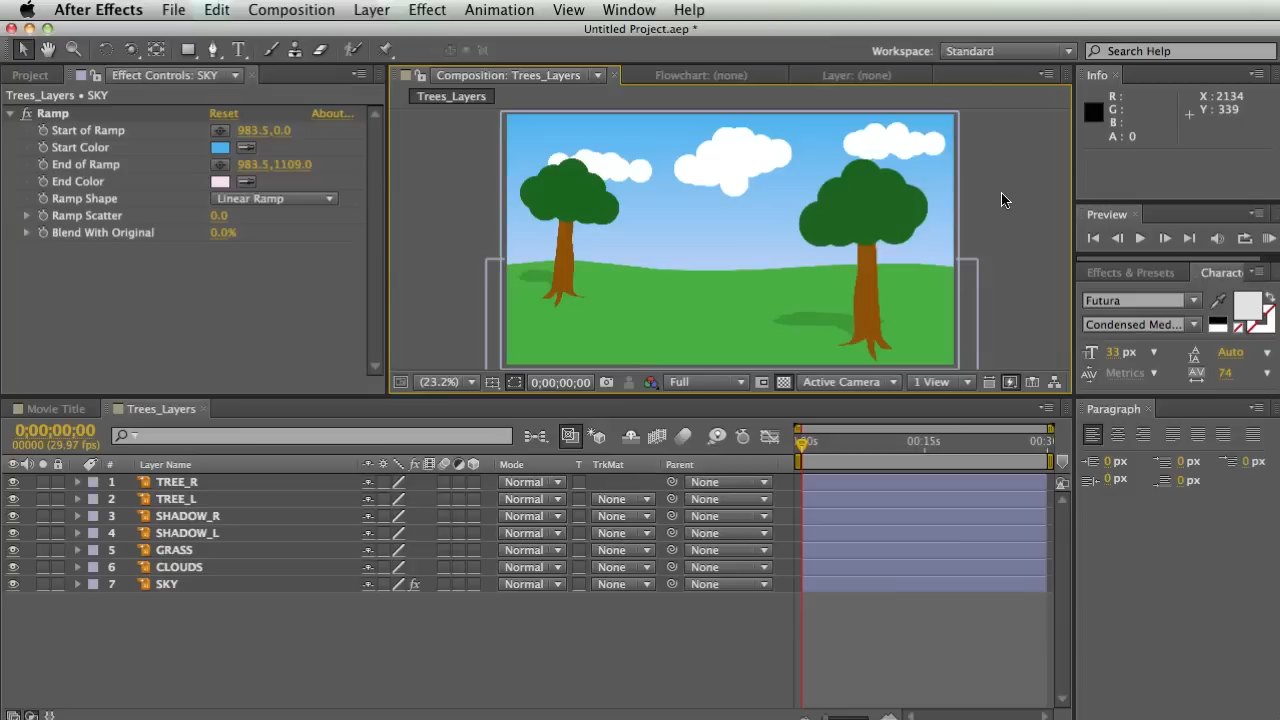 After Effects File Edit Composition Layer Effect Animation View Window Help
Untitled Project.aep *
Workspace: Standard Search Help
Project Effect Controls: SKY Composition: Trees_Layers Flowchart: (none) Layer: (none) Info
Trees_Layers • SKY
Trees_Layers
fx Ramp Reset About...
Start of Ramp 983.5,0.0
Start Color
End of Ramp 983.5,1109.0
End Color
Ramp Shape Linear Ramp
Ramp Scatter 0.0
Blend With Original 0.0%
R : X : 2134
G : Y : 339
B :
A : 0
Preview
Effects & Presets Charact
Futura
Condensed Med...
33 px Auto
Metrics 74
(23.2%) 0;00;00;00 Full Active Camera 1 View
Movie Title Trees_Layers Paragraph
0;00;00;00
00000 (29.97 fps)
00s 00:15s 00:30
0 px 0 px 0 px
0 px 0 px
# Layer Name fx Mode T TrkMat Parent
1 TREE_R Normal None
2 TREE_L Normal None None
3 SHADOW_R Normal None None
4 SHADOW_L Normal None None
5 GRASS Normal None None
6 CLOUDS Normal None None
7 SKY fx Normal None None